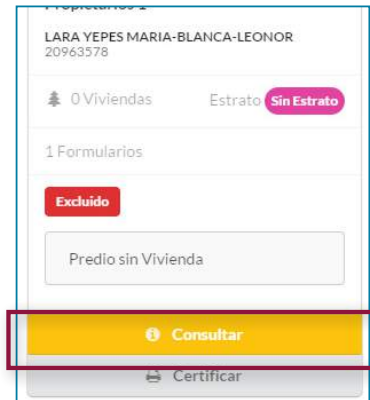 Propietarios 1
LARA YEPES MARIA-BLANCA-LEONOR
20963578
0 Viviendas Estrato Sin Estrato
1 Formularios
Excluido
Predio sin Vivienda
Consultar
Certificar